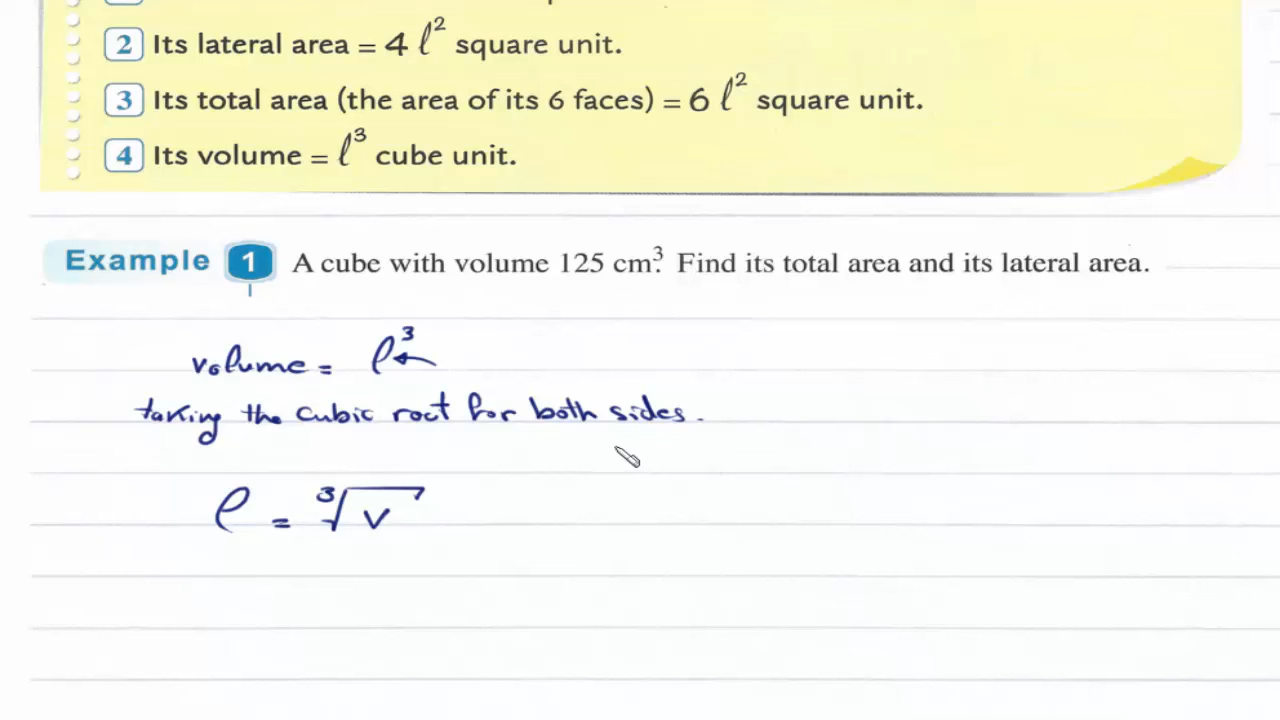 2 Its lateral area = 4 ℓ² square unit.
3 Its total area (the area of its 6 faces) = 6 ℓ² square unit.
4 Its volume = ℓ³ cube unit.
Example 1 A cube with volume 125 cm³. Find its total area and its lateral area.
volume = ℓ³
taking the cubic root for both sides.
ℓ = ³√v